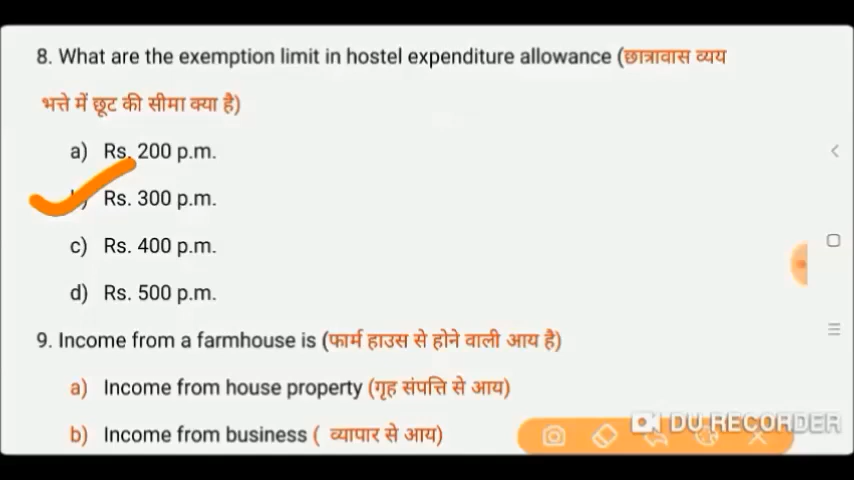 8. What are the exemption limit in hostel expenditure allowance (छात्रावास व्यय
भत्ते में छूट की सीमा क्या है)
a) Rs. 200 p.m.
Rs. 300 p.m.
c) Rs. 400 p.m.
d) Rs. 500 p.m.
9. Income from a farmhouse is (फार्म हाउस से होने वाली आय है)
a) Income from house property (गृह संपत्ति से आय)
b) Income from business ( व्यापार से आय)
DU RECORDER